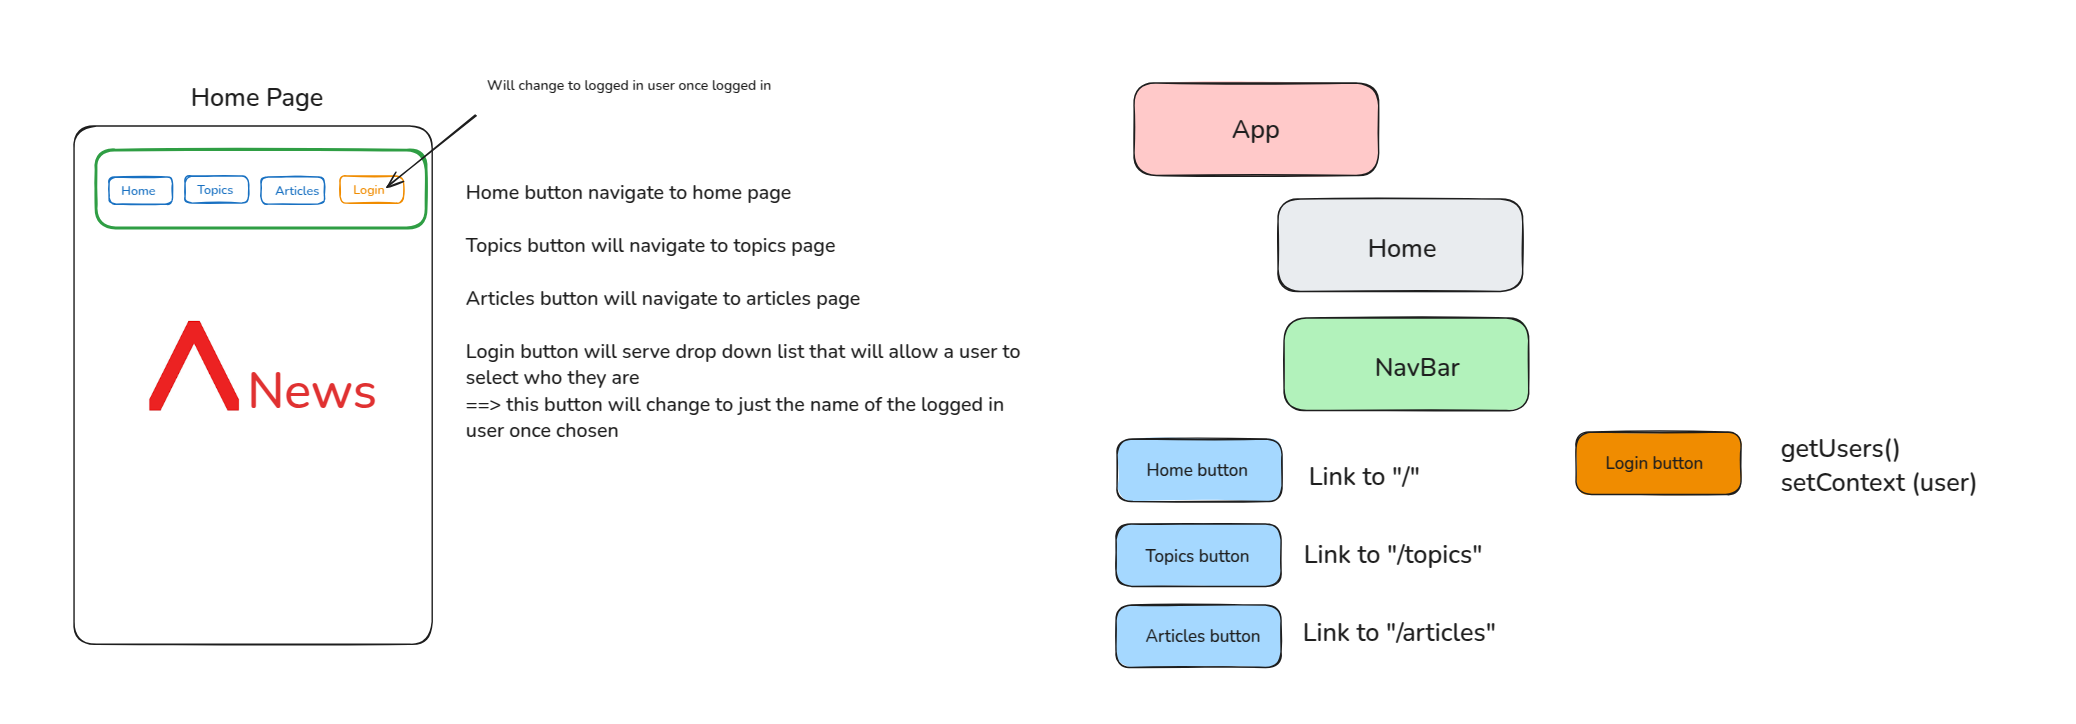 Home Page
Will change to logged in user once logged in
Home
Topics
Articles
Login
News
Home button navigate to home page
Topics button will navigate to topics page
Articles button will navigate to articles page
Login button will serve drop down list that will allow a user to
select who they are
==> this button will change to just the name of the logged in
user once chosen
App
Home
NavBar
Home button
Link to "/"
Topics button
Link to "/topics"
Articles button
Link to "/articles"
Login button
getUsers()
setContext (user)